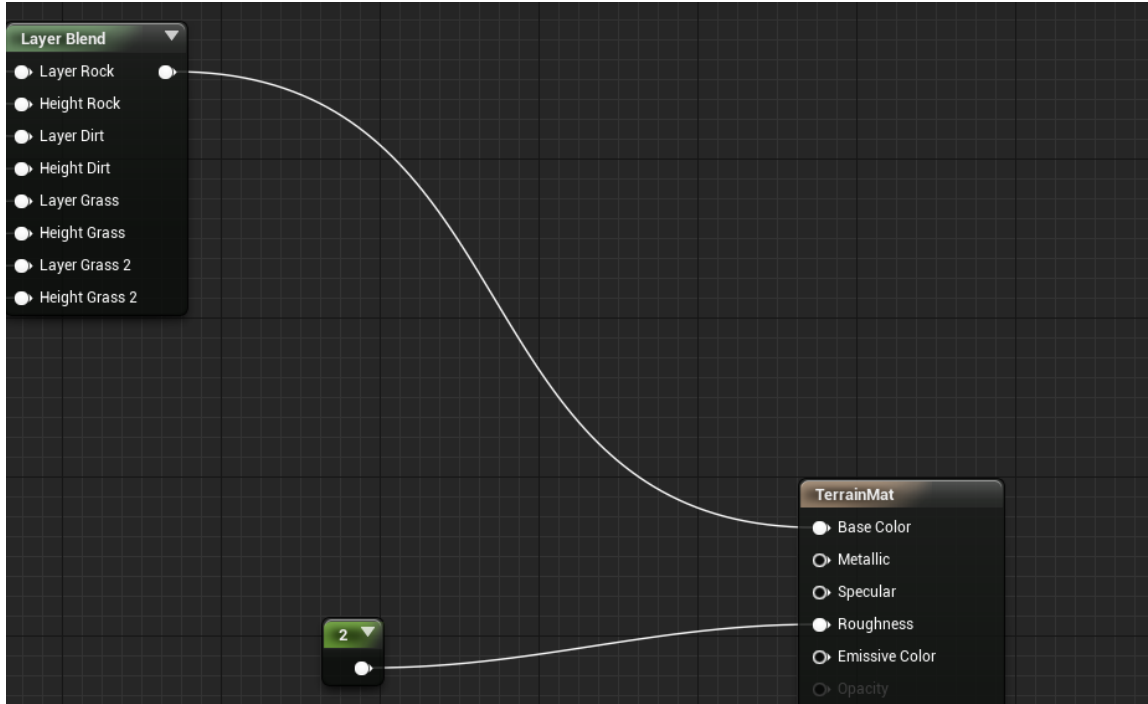 Layer Blend
Layer Rock
Height Rock
Layer Dirt
Height Dirt
Layer Grass
Height Grass
Layer Grass 2
Height Grass 2
2
TerrainMat
Base Color
Metallic
Specular
Roughness
Emissive Color
Opacity